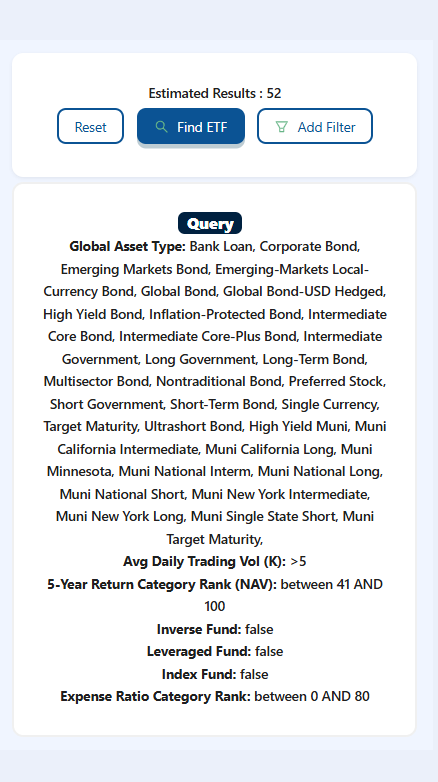 Estimated Results : 52
Reset
Find ETF
Add Filter
Query
Global Asset Type: Bank Loan, Corporate Bond,
Emerging Markets Bond, Emerging-Markets Local-
Currency Bond, Global Bond, Global Bond-USD Hedged,
High Yield Bond, Inflation-Protected Bond, Intermediate
Core Bond, Intermediate Core-Plus Bond, Intermediate
Government, Long Government, Long-Term Bond,
Multisector Bond, Nontraditional Bond, Preferred Stock,
Short Government, Short-Term Bond, Single Currency,
Target Maturity, Ultrashort Bond, High Yield Muni, Muni
California Intermediate, Muni California Long, Muni
Minnesota, Muni National Interm, Muni National Long,
Muni National Short, Muni New York Intermediate,
Muni New York Long, Muni Single State Short, Muni
Target Maturity,
Avg Daily Trading Vol (K): >5
5-Year Return Category Rank (NAV): between 41 AND
100
Inverse Fund: false
Leveraged Fund: false
Index Fund: false
Expense Ratio Category Rank: between 0 AND 80